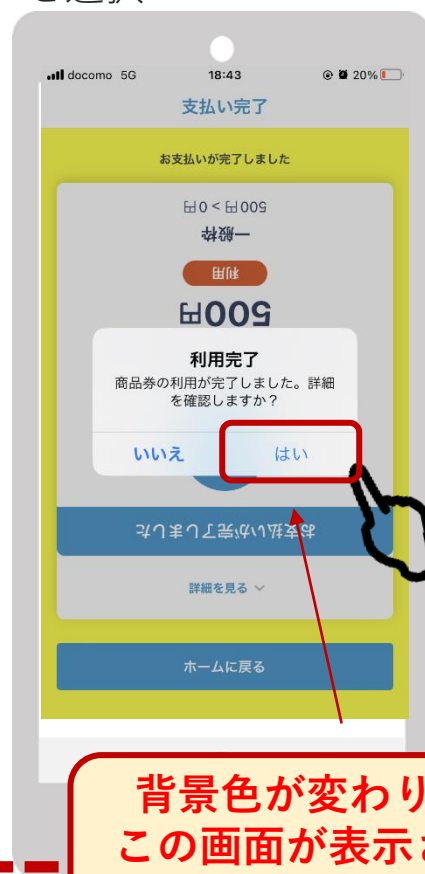 を選択
docomo 5G 18:43 20%
支払い完了
お支払いが完了しました
500円 > 0円
一般枠
利用
500円
利用完了
商品券の利用が完了しました。詳細
を確認しますか？
いいえ はい
お支払いが完了しました
詳細を見る
ホームに戻る
背景色が変わり
この画面が表示